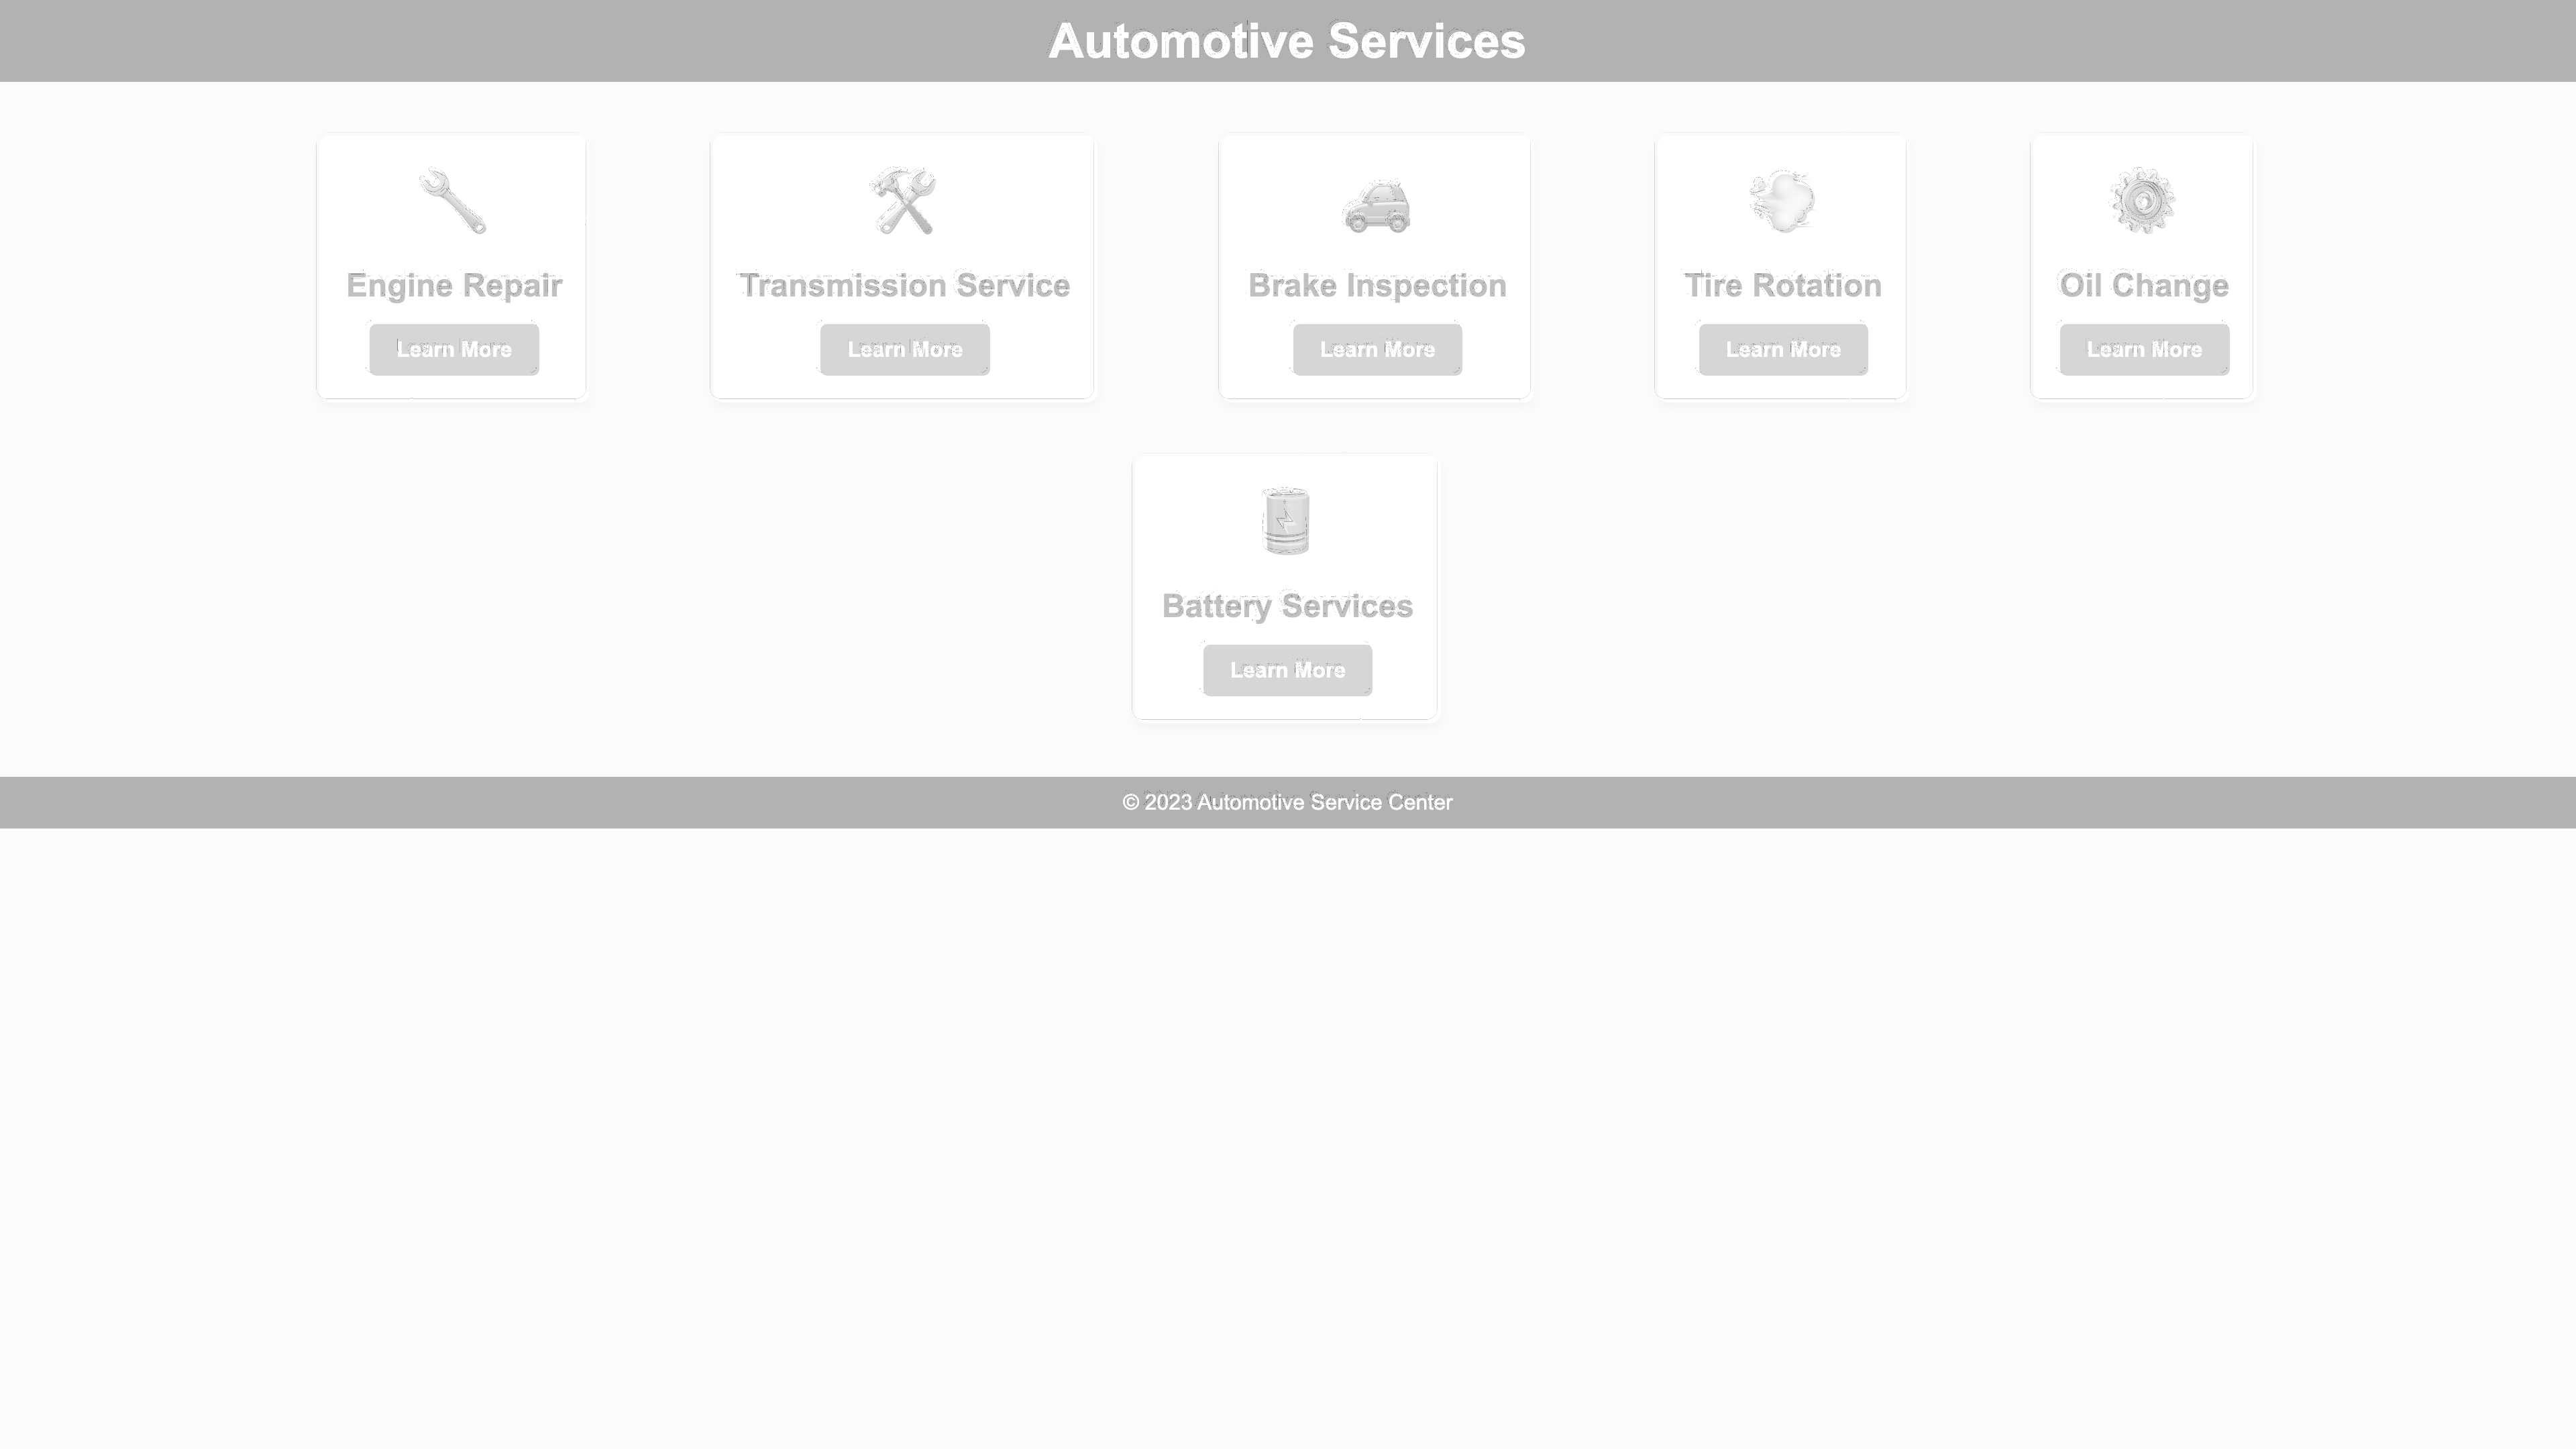 Automotive Services
Engine Repair
Learn More
Transmission Service
Learn More
Brake Inspection
Learn More
Tire Rotation
Learn More
Oil Change
Learn More
Battery Services
Learn More
© 2023 Automotive Service Center